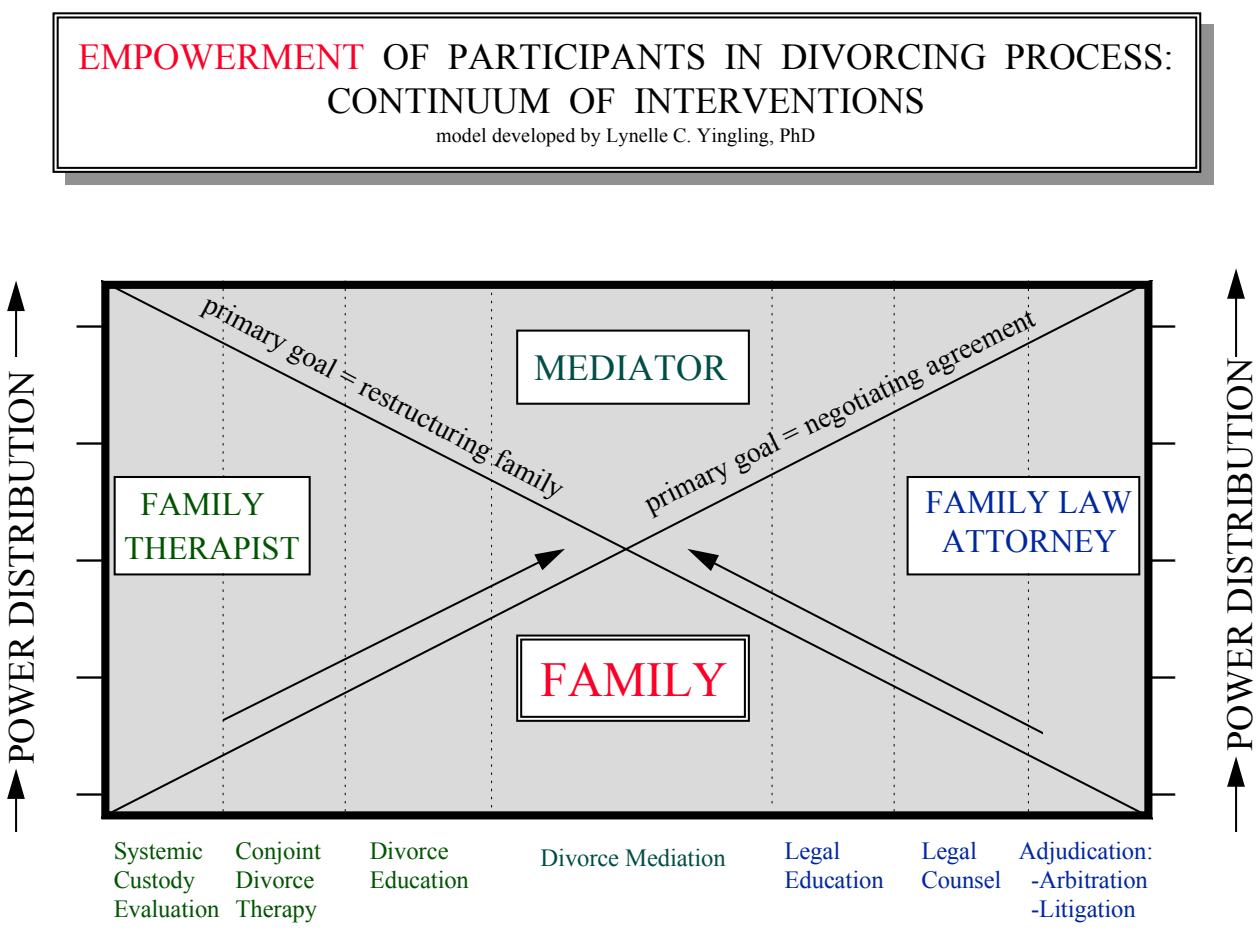 EMPOWERMENT OF PARTICIPANTS IN DIVORCING PROCESS:
CONTINUUM OF INTERVENTIONS
model developed by Lynelle C. Yingling, PhD
POWER DISTRIBUTION
primary goal = restructuring family
MEDIATOR
primary goal = negotiating agreement
POWER DISTRIBUTION
FAMILY
THERAPIST
FAMILY LAW
ATTORNEY
FAMILY
Systemic
Custody
Evaluation
Conjoint
Divorce
Therapy
Divorce
Education
Divorce Mediation
Legal
Education
Legal
Counsel
Adjudication:
-Arbitration
-Litigation